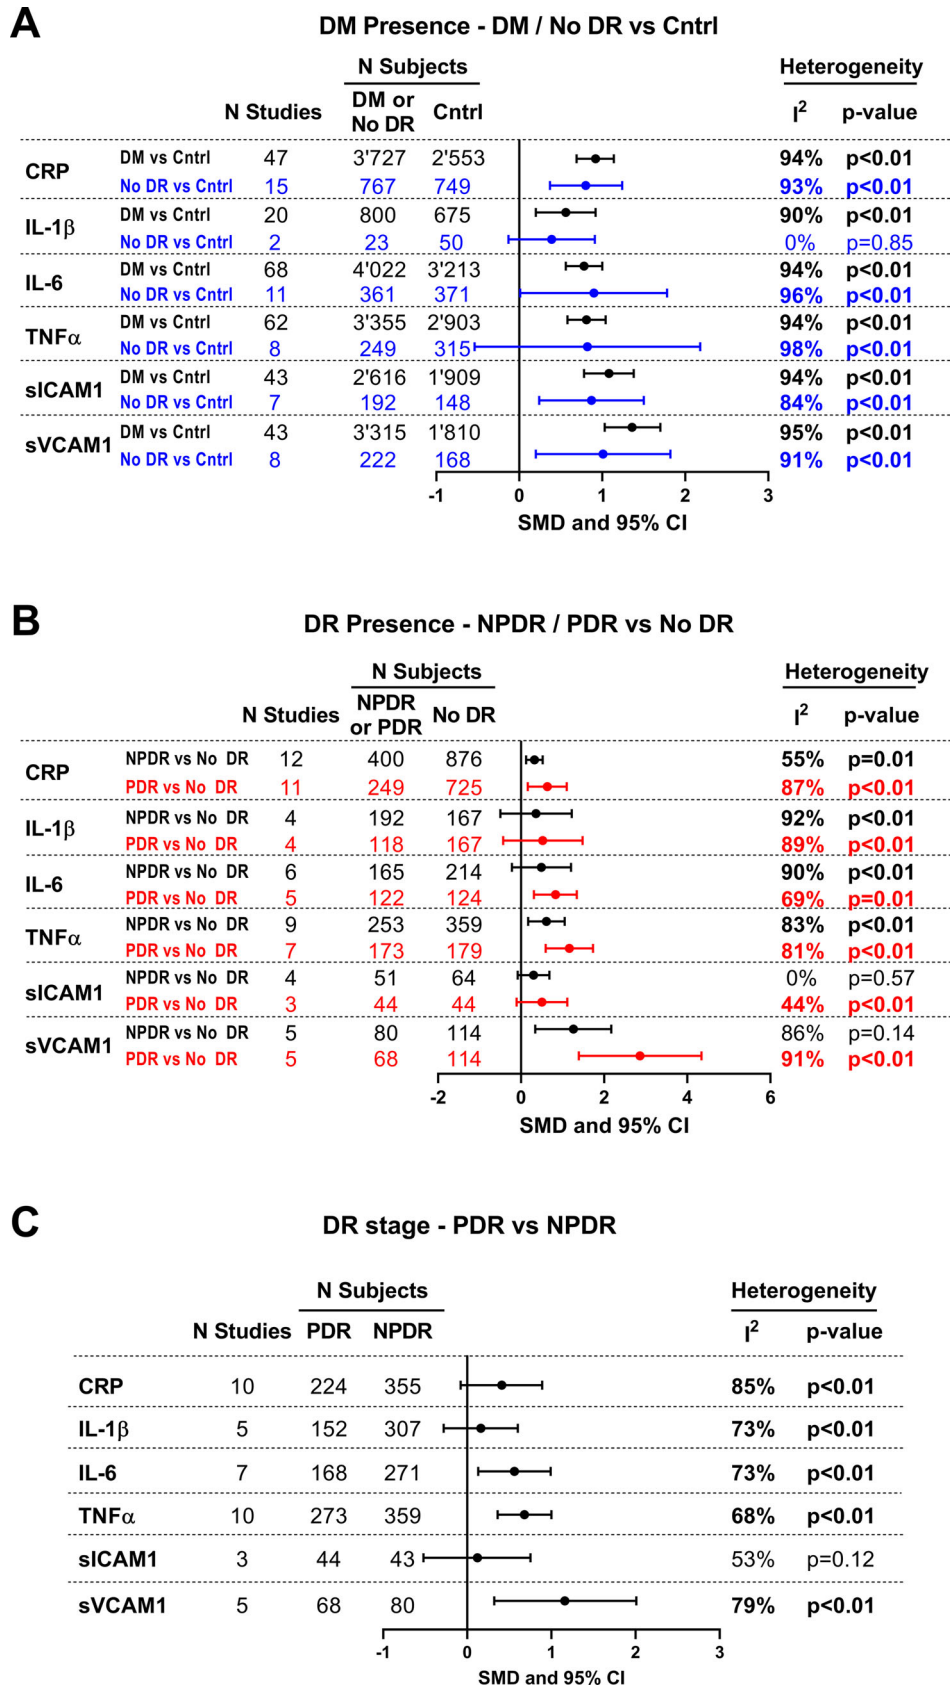 A
DM Presence - DM / No DR vs Cntrl
N Subjects Heterogeneity
N Studies DM or No DR Cntrl I² p-value
CRP
DM vs Cntrl 47 3'727 2'553 94% p<0.01
No DR vs Cntrl 15 767 749 93% p<0.01
IL-1β
DM vs Cntrl 20 800 675 90% p<0.01
No DR vs Cntrl 2 23 50 0% p=0.85
IL-6
DM vs Cntrl 68 4'022 3'213 94% p<0.01
No DR vs Cntrl 11 361 371 96% p<0.01
TNFα
DM vs Cntrl 62 3'355 2'903 94% p<0.01
No DR vs Cntrl 8 249 315 98% p<0.01
sICAM1
DM vs Cntrl 43 2'616 1'909 94% p<0.01
No DR vs Cntrl 7 192 148 84% p<0.01
sVCAM1
DM vs Cntrl 43 3'315 1'810 95% p<0.01
No DR vs Cntrl 8 222 168 91% p<0.01
-1 0 1 2 3
SMD and 95% CI
B
DR Presence - NPDR / PDR vs No DR
N Subjects Heterogeneity
N Studies NPDR or PDR No DR I² p-value
CRP
NPDR vs No DR 12 400 876 55% p=0.01
PDR vs No DR 11 249 725 87% p<0.01
IL-1β
NPDR vs No DR 4 192 167 92% p<0.01
PDR vs No DR 4 118 167 89% p<0.01
IL-6
NPDR vs No DR 6 165 214 90% p<0.01
PDR vs No DR 5 122 124 69% p=0.01
TNFα
NPDR vs No DR 9 253 359 83% p<0.01
PDR vs No DR 7 173 179 81% p<0.01
sICAM1
NPDR vs No DR 4 51 64 0% p=0.57
PDR vs No DR 3 44 44 44% p<0.01
sVCAM1
NPDR vs No DR 5 80 114 86% p=0.14
PDR vs No DR 5 68 114 91% p<0.01
-2 0 2 4 6
SMD and 95% CI
C
DR stage - PDR vs NPDR
N Subjects Heterogeneity
N Studies PDR NPDR I² p-value
CRP 10 224 355 85% p<0.01
IL-1β 5 152 307 73% p<0.01
IL-6 7 168 271 73% p<0.01
TNFα 10 273 359 68% p<0.01
sICAM1 3 44 43 53% p=0.12
sVCAM1 5 68 80 79% p<0.01
-1 0 1 2 3
SMD and 95% CI